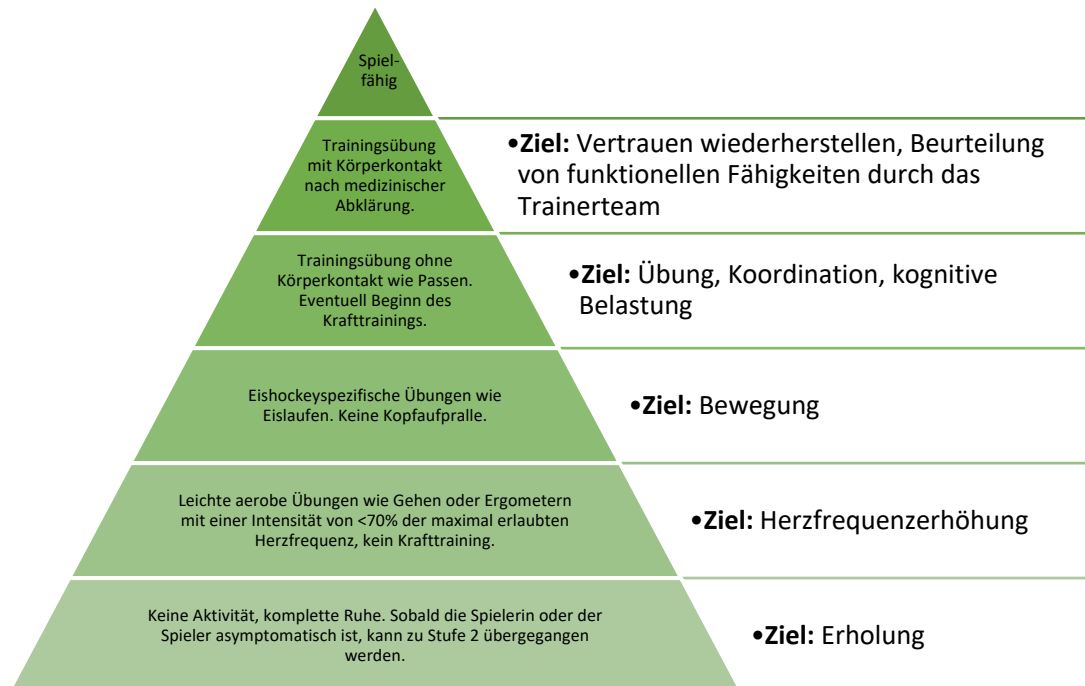 Spiel-
fähig
Trainingsübung
mit Körperkontakt
nach medizinischer
Abklärung.
•Ziel: Vertrauen wiederherstellen, Beurteilung
von funktionellen Fähigkeiten durch das
Trainerteam
Trainingsübung ohne
Körperkontakt wie Passen.
Eventuell Beginn des
Krafttrainings.
•Ziel: Übung, Koordination, kognitive
Belastung
Eishockeyspezifische Übungen wie
Eislaufen. Keine Kopfaufpralle.
•Ziel: Bewegung
Leichte aerobe Übungen wie Gehen oder Ergometern
mit einer Intensität von <70% der maximal erlaubten
Herzfrequenz, kein Krafttraining.
•Ziel: Herzfrequenzerhöhung
Keine Aktivität, komplette Ruhe. Sobald die Spielerin oder der
Spieler asymptomatisch ist, kann zu Stufe 2 übergegangen
werden.
•Ziel: Erholung